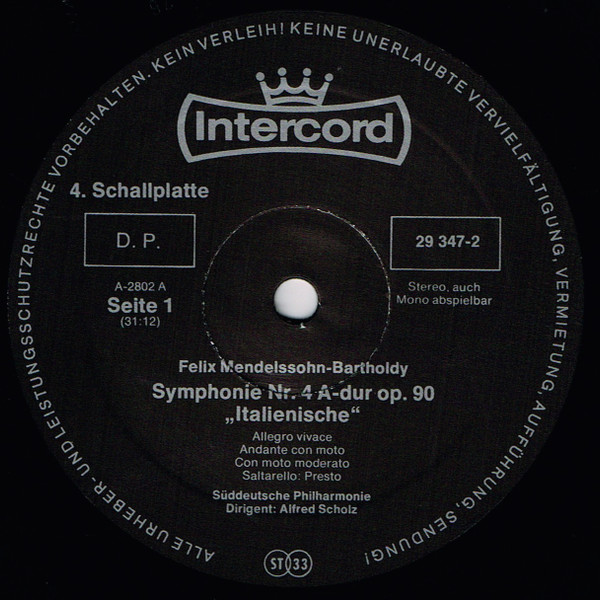 ALLE URHEBER- UND LEISTUNGSSCHUTZRECHTE VORBEHALTEN. KEIN VERLEIH! KEINE UNERLAUBTE VERVIELFÄLTIGUNG, VERMIETUNG, AUFFÜHRUNG, SENDUNG!
Intercord
4. Schallplatte
D. P.
29 347-2
A-2802 A
Seite 1
(31:12)
Stereo, auch
Mono abspielbar
Felix Mendelssohn-Bartholdy
Symphonie Nr. 4 A-dur op. 90
„Italienische“
Allegro vivace
Andante con moto
Con moto moderato
Saltarello: Presto
Süddeutsche Philharmonie
Dirigent: Alfred Scholz
ST 33